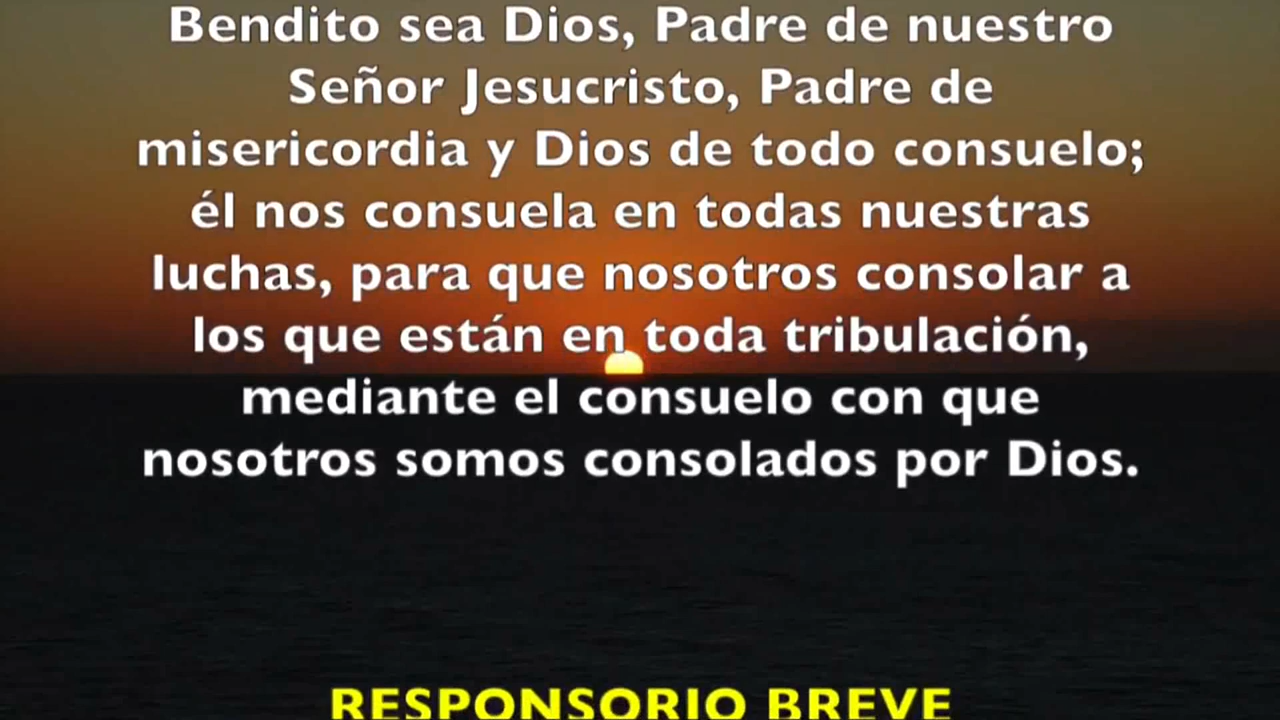 Bendito sea Dios, Padre de nuestro
Señor Jesucristo, Padre de
misericordia y Dios de todo consuelo;
él nos consuela en todas nuestras
luchas, para que nosotros consolar a
los que están en toda tribulación,
mediante el consuelo con que
nosotros somos consolados por Dios.
RESPONSORIO BREVE